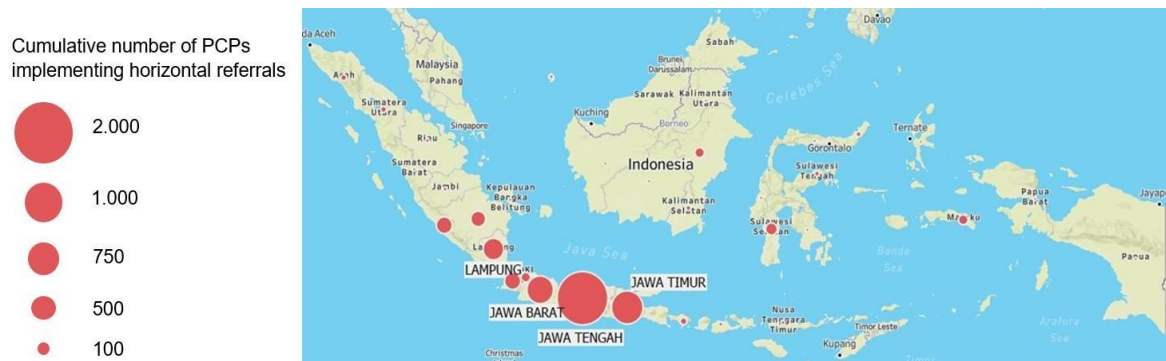 Cumulative number of PCPs
implementing horizontal referrals
2.000
1.000
750
500
100
da Aceh
Aceh
Sumatera
Utara
Riau
Sumatera
Barat
Jambi
Malaysia
Pahang
Singapore
Kepulauan
Bangka
Belitung
LAMPUNG
JAWA BARAT
JAWA TENGAH
JAWA TIMUR
Christmas
Java Sea
Kuching
Sarawak
Brunei
Darussalam
Sabah
Kalimantan
Utara
Borneo
Indonesia
Kalimantan
Selatan
Celebes Sea
Davao
Gorontalo
Sulawesi
Tengah
Sulawesi
Selatan
Ternate
Maluku
Banda
Sea
Papua
Barat
Jayap
Papua
Nusa
Tenggara
Timur
Timor Leste
Kupang
Arafura
Sea